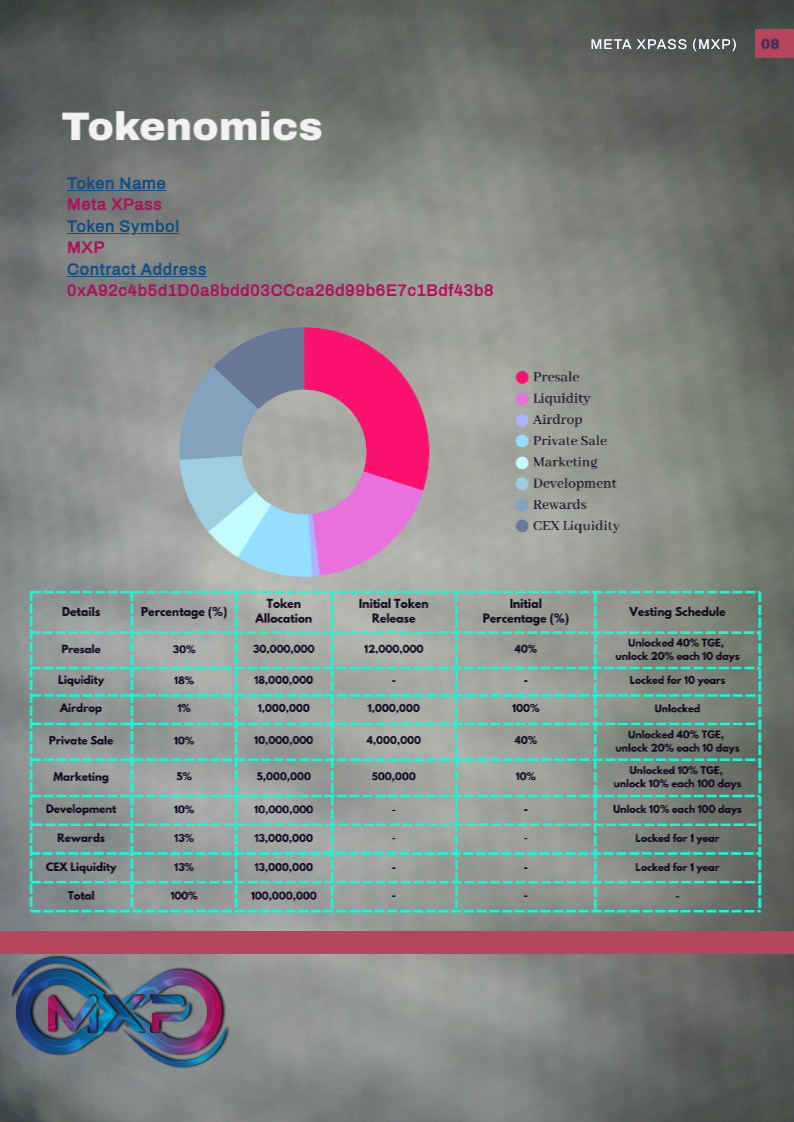 META XPASS (MXP) 08
Tokenomics
Token Name
Meta XPass
Token Symbol
MXP
Contract Address
0xA92c4b5d1D0a8bdd03CCca26d99b6E7c1Bdf43b8
Presale
Liquidity
Airdrop
Private Sale
Marketing
Development
Rewards
CEX Liquidity
Details Percentage (%) Token Allocation Initial Token Release Initial Percentage (%) Vesting Schedule
Presale 30% 30,000,000 12,000,000 40% Unlocked 40% TGE, unlock 20% each 10 days
Liquidity 18% 18,000,000 - - Locked for 10 years
Airdrop 1% 1,000,000 1,000,000 100% Unlocked
Private Sale 10% 10,000,000 4,000,000 40% Unlocked 40% TGE, unlock 20% each 10 days
Marketing 5% 5,000,000 500,000 10% Unlocked 10% TGE, unlock 10% each 100 days
Development 10% 10,000,000 - - Unlock 10% each 100 days
Rewards 13% 13,000,000 - - Locked for 1 year
CEX Liquidity 13% 13,000,000 - - Locked for 1 year
Total 100% 100,000,000 - - -
MXP